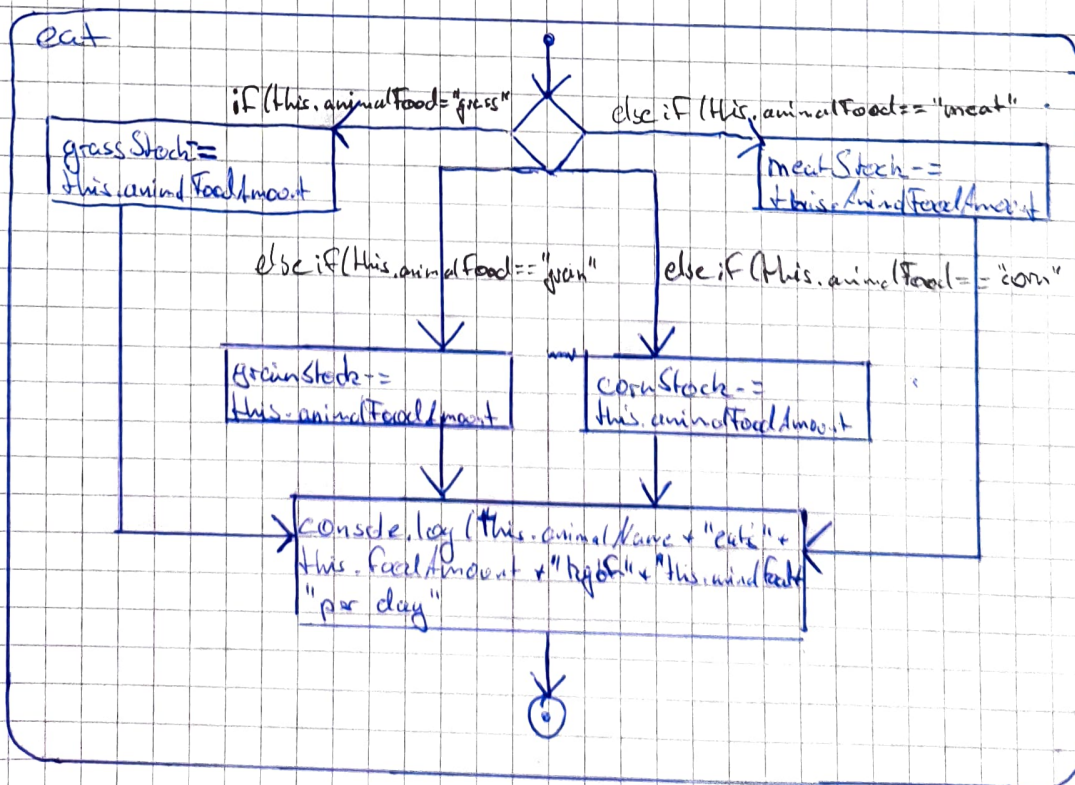 eat
if (this.animalFood="grass"
else if (this.animalFood=="meat"
grassStock-=
this.animalFoodAmount
meatStock-=
this.AnimalFoodAmount
else if (this.animalFood=="grain"
else if (this.animalFood=="corn"
grainStock-=
this.animalFoodAmount
cornStock-=
this.animalFoodAmount
console.log(this.animalName + "eats" +
this.foodAmount + "kg of" + "this.animalFood+
"per day"